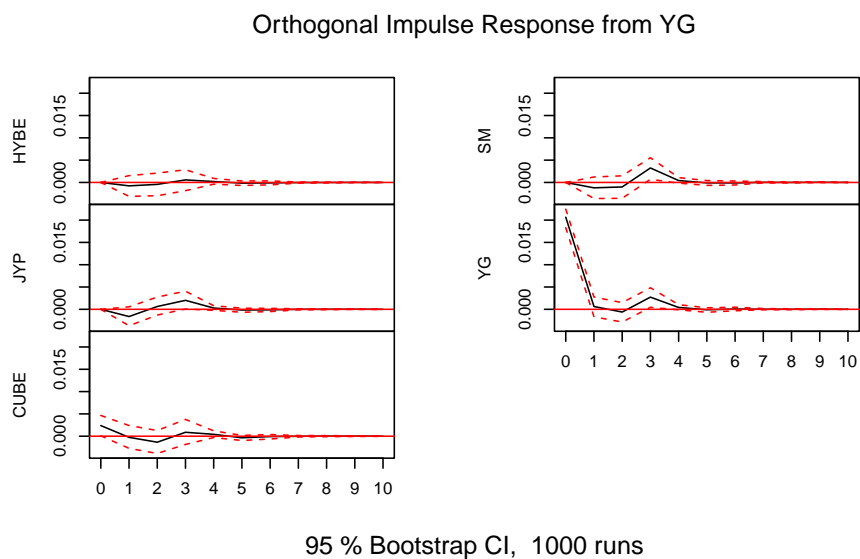 Orthogonal Impulse Response from YG
HYBE
0.000 0.015
JYP
0.000 0.015
CUBE
0.000 0.015
0 1 2 3 4 5 6 7 8 9 10
SM
0.000 0.015
YG
0.000 0.015
0 1 2 3 4 5 6 7 8 9 10
95 % Bootstrap CI, 1000 runs